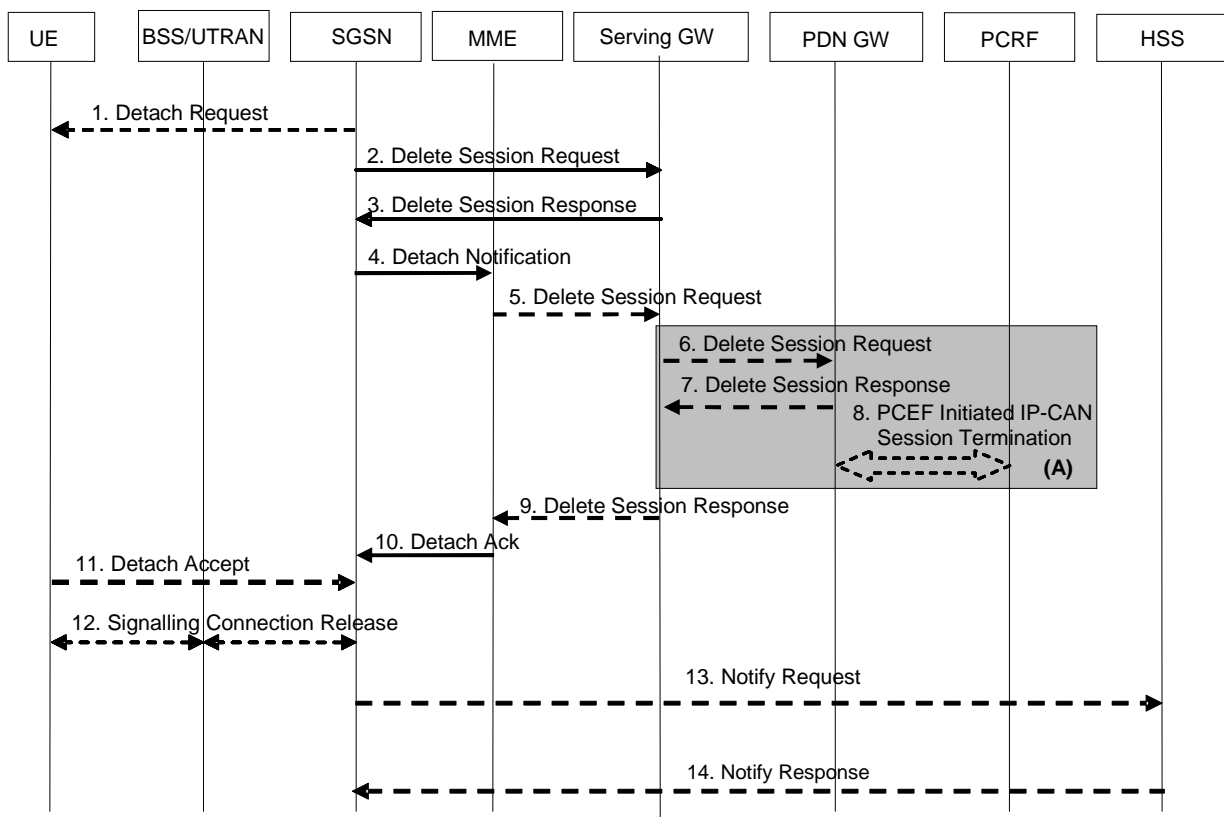 UE
BSS/UTRAN
SGSN
MME
Serving GW
PDN GW
PCRF
HSS
1. Detach Request
2. Delete Session Request
3. Delete Session Response
4. Detach Notification
5. Delete Session Request
6. Delete Session Request
7. Delete Session Response
8. PCEF Initiated IP-CAN
Session Termination
(A)
9. Delete Session Response
10. Detach Ack
11. Detach Accept
12. Signalling Connection Release
13. Notify Request
14. Notify Response